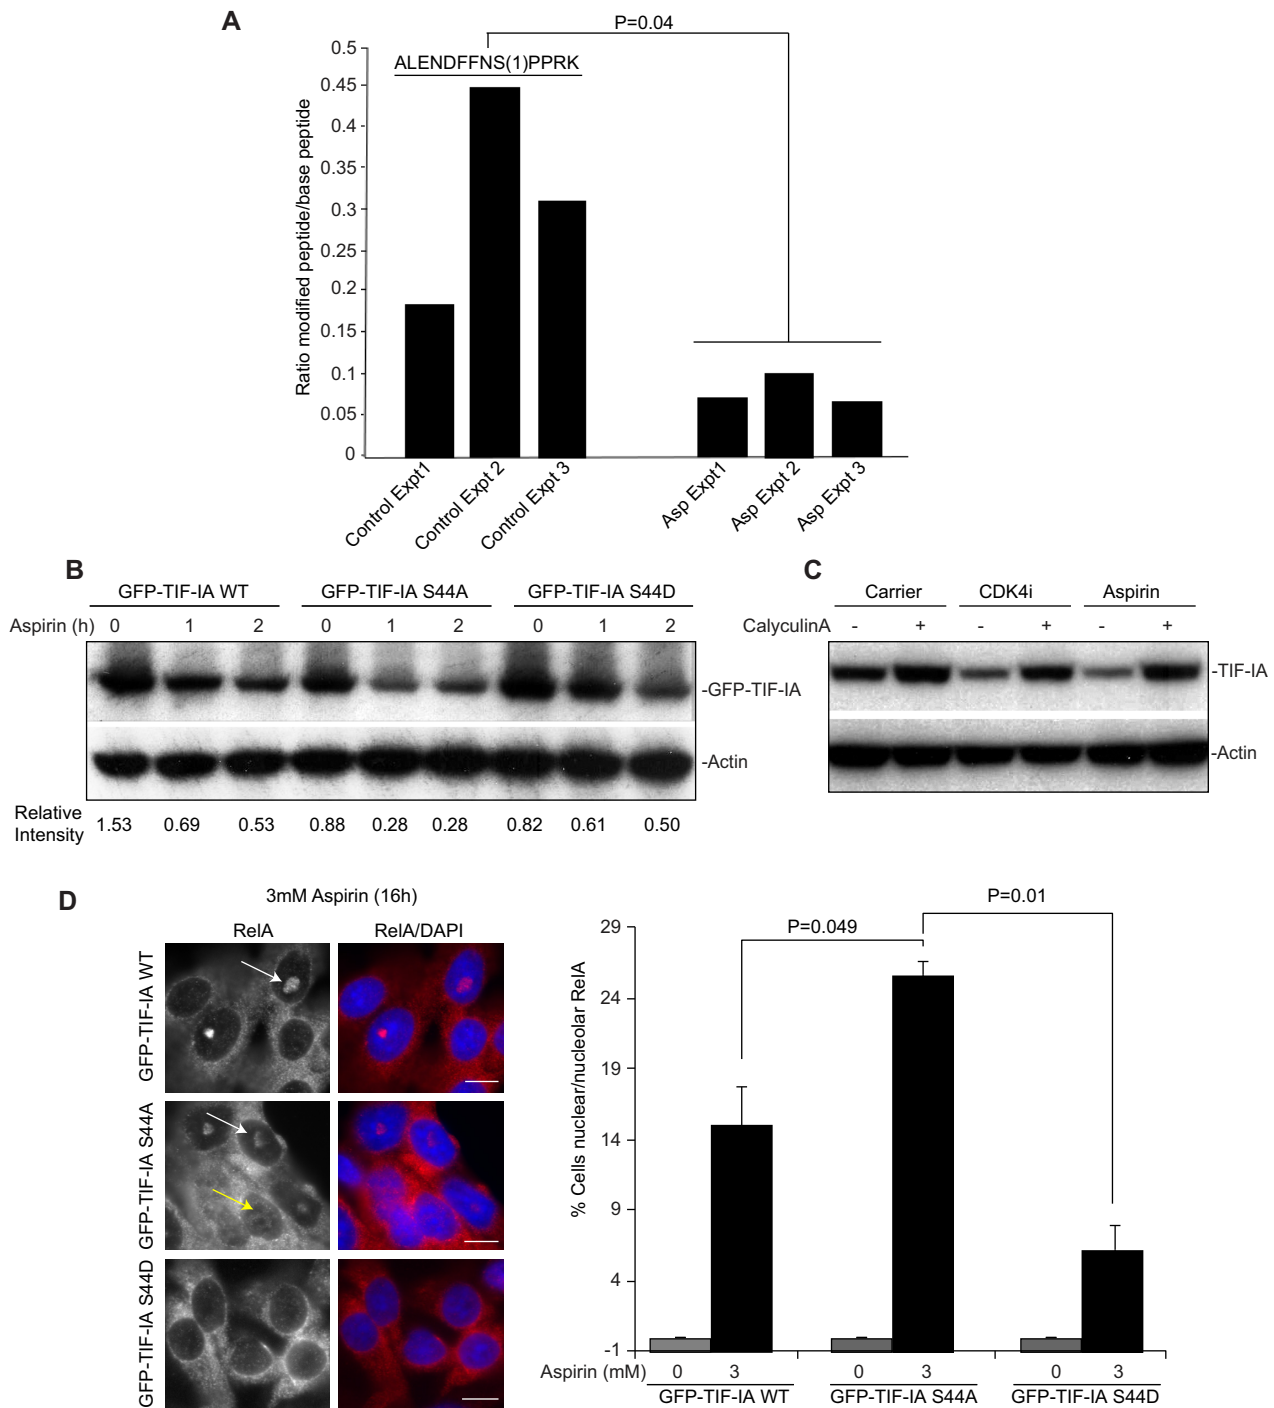 A
P=0.04
ALENDFFNS(1)PPRK
Ratio modified peptide/base peptide
0.5
0.45
0.4
0.35
0.3
0.25
0.2
0.15
0.1
0.05
0
Control Expt1
Control Expt 2
Control Expt 3
Asp Expt1
Asp Expt 2
Asp Expt 3
B
GFP-TIF-IA WT GFP-TIF-IA S44A GFP-TIF-IA S44D
Aspirin (h) 0 1 2 0 1 2 0 1 2
-GFP-TIF-IA
-Actin
Relative Intensity 1.53 0.69 0.53 0.88 0.28 0.28 0.82 0.61 0.50
C
Carrier CDK4i Aspirin
CalyculinA - + - + - +
-TIF-IA
-Actin
D
3mM Aspirin (16h)
RelA RelA/DAPI
GFP-TIF-IA WT
GFP-TIF-IA S44A
GFP-TIF-IA S44D
P=0.01
P=0.049
% Cells nuclear/nucleolar RelA
29
24
19
14
9
4
-1
Aspirin (mM) 0 3 0 3 0 3
GFP-TIF-IA WT GFP-TIF-IA S44A GFP-TIF-IA S44D